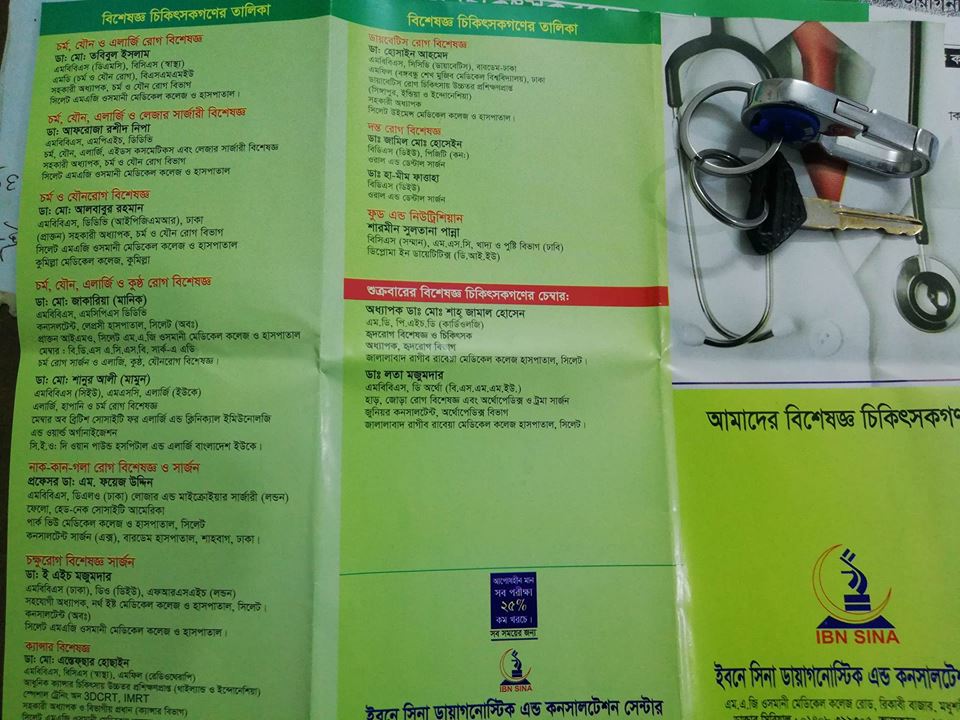 বিশেষজ্ঞ চিকিৎসকগণের তালিকা
চর্ম, যৌন ও এলার্জি রোগ বিশেষজ্ঞ
ডা: মো: তবিবুল ইসলাম
এমবিবিএস (ডিএমসি), বিসিএস (স্বাস্থ্য)
এমডি (চর্ম ও যৌন রোগ), বিএসএমএমইউ
সহকারী অধ্যাপক, চর্ম ও যৌন রোগ বিভাগ
সিলেট এমএজি ওসমানী মেডিকেল কলেজ ও হাসপাতাল।
চর্ম, যৌন, এলার্জি ও লেজার সার্জারী বিশেষজ্ঞ
ডা: আফরোজা রশীদ নিপা
এমবিবিএস, এমপিএইচ, ডিডিভি
চর্ম, যৌন, এলার্জি, এইডস কসমেটিকস এবং লেজার সার্জারী বিশেষজ্ঞ
সহকারী অধ্যাপক, চর্ম ও যৌন রোগ বিভাগ
সিলেট এমএজি ওসমানী মেডিকেল কলেজ ও হাসপাতাল
চর্ম ও যৌনরোগ বিশেষজ্ঞ
ডা: মো: আলবাবুর রহমান
এমবিবিএস, ডিডিভি (আইপিজিএমআর), ঢাকা
(প্রাক্তন) সহকারী অধ্যাপক, চর্ম ও যৌন রোগ বিভাগ
সিলেট এমএজি ওসমানী মেডিকেল কলেজ ও হাসপাতাল
কুমিল্লা মেডিকেল কলেজ, কুমিল্লা
চর্ম, যৌন, এলার্জি ও কুষ্ঠ রোগ বিশেষজ্ঞ
ডা: মো: জাকারিয়া (মানিক)
এমবিবিএস, এমসিপিএস ডিডিভি
কনসালটেন্ট, লেপ্রসী হাসপাতাল, সিলেট (অবঃ)
প্রাক্তন আইএমও, সিলেট এম.এ.জি ওসমানী মেডিকেল কলেজ ও হাসপাতাল
মেম্বার : বি.ডি.এস এ.সি.এস.বি. সার্ক-এ এডি
চর্ম রোগ সার্জন ও এলার্জি, কুষ্ঠ, যৌনরোগ বিশেষজ্ঞ।
ডা: মো: শানুর আলী (মামুন)
এমবিবিএস (সিইউ), এমএসসি, এলার্জি (ইউকে)
এলার্জি, হাপানি ও চর্ম রোগ বিশেষজ্ঞ
মেম্বার অব ব্রিটিশ সোসাইটি ফর এলার্জি এন্ড ক্লিনিক্যাল ইমিউনোলজি
এন্ড ওয়ার্ল্ড অর্গানাইজেশন
সি.ই.ও: দি ওয়ান পাউন্ড হসপিটাল এন্ড এলার্জি বাংলাদেশ ইউকে।
নাক-কান-গলা রোগ বিশেষজ্ঞ ও সার্জন
প্রফেসর ডা: এম. ফয়েজ উদ্দিন
এমবিবিএস, ডিএলও (ঢাকা) লোজার এন্ড মাইক্রোইয়ার সার্জারী (লন্ডন)
ফেলো, হেড-নেক সোসাইটি আমেরিকা
পার্ক ভিউ মেডিকেল কলেজ ও হাসপাতাল, সিলেট
কনসালটেন্ট সার্জন (এক্স), বারডেম হাসপাতাল, শাহবাগ, ঢাকা।
চক্ষুরোগ বিশেষজ্ঞ সার্জন
ডা: ই এইচ মজুমদার
এমবিবিএস (ঢাকা), ডিও (ডিইউ), এফআরএসএইচ (লন্ডন)
সহযোগী অধ্যাপক, নর্থ ইষ্ট মেডিকেল কলেজ ও হাসপাতাল, সিলেট।
কনসালটেন্ট (অবঃ)
সিলেট এমএজি ওসমানী মেডিকেল কলেজ ও হাসপাতাল।
ক্যান্সার বিশেষজ্ঞ
ডা: মো: এস্তেফছার হোছাইন
এমবিবিএস, বিসিএস (স্বাস্থ্য), এমফিল (রেডিওথেরাপি)
আধুনিক ক্যান্সার চিকিৎসায় উচ্চতর প্রশিক্ষণপ্রাপ্ত (থাইল্যান্ড ও ইন্দোনেশিয়া)
স্পেশাল ট্রেনিং অন 3DCRT, IMRT
সহকারী অধ্যাপক ও বিভাগীয় প্রধান (ক্যান্সার বিভাগ)
সিলেট এমএজি ওসমানী মেডিকেল কলেজ ও হাসপাতাল
বিশেষজ্ঞ চিকিৎসকগণের তালিকা
ডায়বেটিস রোগ বিশেষজ্ঞ
ডা: হোসাইন আহমেদ
এমবিবিএস, সিসিডি (ডায়াবেটিস), বারডেম-ঢাকা
এমফিল (বঙ্গবন্ধু শেখ মুজিব মেডিকেল বিশ্ববিদ্যালয়), ঢাকা
ডায়াবেটিস রোগ চিকিৎসায় উচ্চতর প্রশিক্ষণপ্রাপ্ত
(সিঙ্গাপুর, ইন্ডিয়া ও ইন্দোনেশিয়া)
সহকারী অধ্যাপক
সিলেট উইমেন্স মেডিকেল কলেজ ও হাসপাতাল।
দন্ত রোগ বিশেষজ্ঞ
ডাঃ জামিল মোঃ হোসেইন
বিডিএস (ডিইউ), পিজিটি (কনঃ)
ওরাল এন্ড ডেন্টাল সার্জন
ডাঃ হা-মীম ফাত্তাহা
বিডিএস (ডিইউ)
ওরাল এন্ড ডেন্টাল সার্জন
ফুড এন্ড নিউট্রিশিয়ান
শারমীন সুলতানা পান্না
বিসিএস (সম্মান), এম.এস.সি, খাদ্য ও পুষ্টি বিভাগ (ঢাবি)
ডিপ্লোমা ইন ডায়েটিটিক্স (ডি.আই.ইউ)
শুক্রবারের বিশেষজ্ঞ চিকিৎসকগণের চেম্বার:
অধ্যাপক ডাঃ মোঃ শাহ্ জামাল হোসেন
এম.ডি, পি.এইচ.ডি (কার্ডিওলজি)
হৃদরোগ বিশেষজ্ঞ ও চিকিৎসক
অধ্যাপক, হৃদরোগ বিভাগ
জালালাবাদ রাগীব রাবেয়া মেডিকেল কলেজ হাসপাতাল, সিলেট।
ডাঃ লতা মজুমদার
এমবিবিএস, ডি অর্থো (বি.এস.এম.এম.ইউ.)
হাড়, জোড়া রোগ বিশেষজ্ঞ এবং অর্থোপেডিক্স ও ট্রমা সার্জন
জুনিয়র কনসালটেন্ট, অর্থোপেডিক্স বিভাগ
জালালাবাদ রাগীব রাবেয়া মেডিকেল কলেজ হাসপাতাল, সিলেট।
আপোষহীন মান
সব পরীক্ষা
২৫%
কম খরচে।
সব সময়ের জন্য
IBN SINA
ইবনে সিনা ডায়াগনোস্টিক এন্ড কনসালটেশন সেন্টার
আমাদের বিশেষজ্ঞ চিকিৎসকগণ
IBN SINA
ইবনে সিনা ডায়াগনোস্টিক এন্ড কনসালটেশ
এম.এ.জি ওসমানী মেডিকেল কলেজ রোড, রিকাবী বাজার, মধুশ